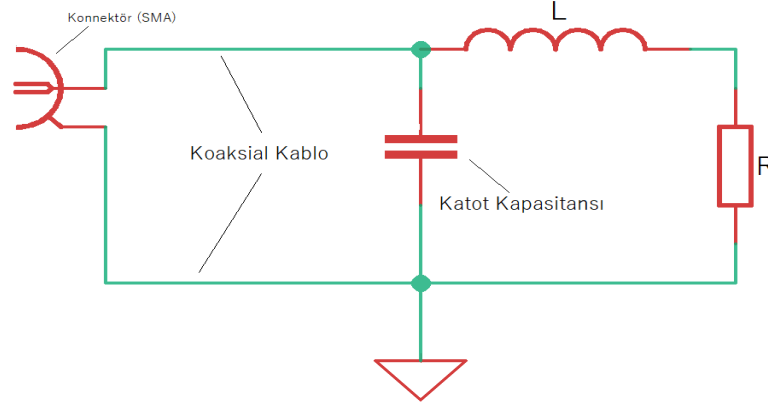 Konnektör (SMA)
L
Koaksial Kablo
R
Katot Kapasitansı